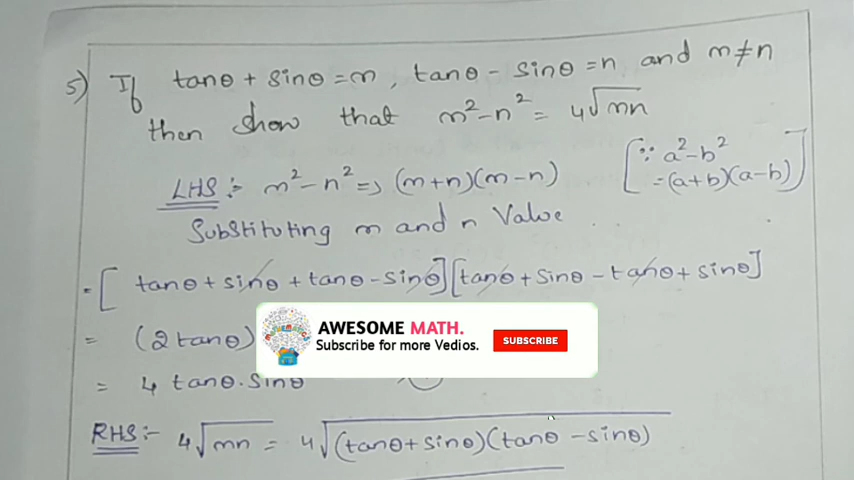 5) If tanθ + sinθ = m, tanθ - sinθ = n and m ≠ n
then show that m² - n² = 4√mn
LHS :- m² - n² => (m+n)(m-n) [∵ a² - b²
= (a+b)(a-b)]
Substituting m and n Value
= [tanθ + sinθ + tanθ - sinθ][tanθ + sinθ - tanθ + sinθ]
= (2tanθ)
= 4 tanθ.sinθ
AWESOME MATH.
Subscribe for more Vedios.
SUBSCRIBE
RHS :- 4√mn = 4√(tanθ+sinθ)(tanθ - sinθ)